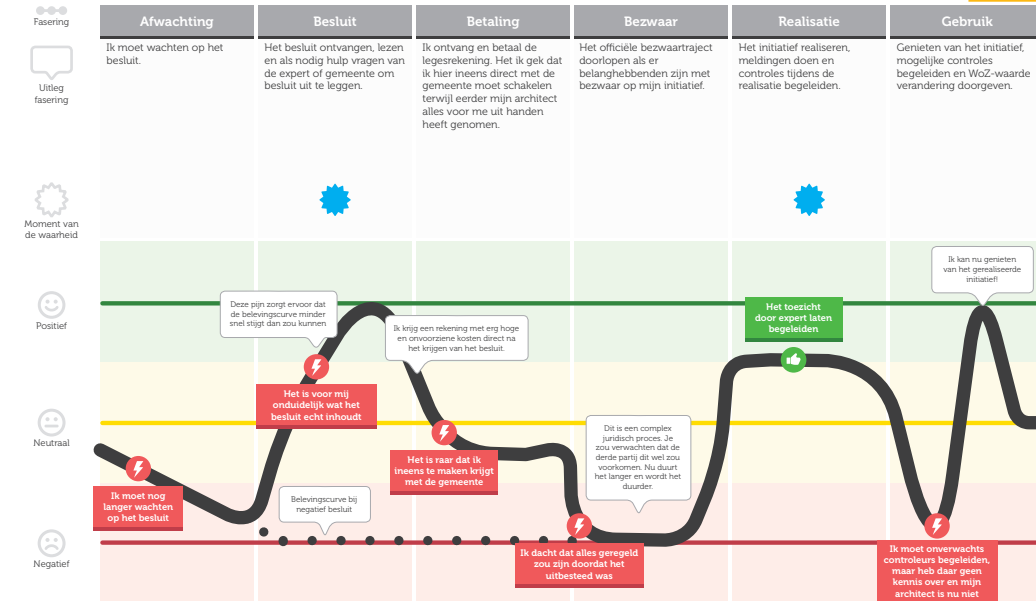 Fasering
Afwachting
Besluit
Betaling
Bezwaar
Realisatie
Gebruik
Uitleg
fasering
Ik moet wachten op het
besluit.
Het besluit ontvangen, lezen
en als nodig hulp vragen van
de expert of gemeente om
besluit uit te leggen.
Ik ontvang en betaal de
legesrekening. Het ik gek dat
ik hier ineens direct met de
gemeente moet schakelen
terwijl eerder mijn architect
alles voor me uit handen
heeft genomen.
Het officiële bezwaartraject
doorlopen als er
belanghebbenden zijn met
bezwaar op mijn initiatief.
Het initiatief realiseren,
meldingen doen en
controles tijdens de
realisatie begeleiden.
Genieten van het initiatief,
mogelijke controles
begeleiden en WoZ-waarde
verandering doorgeven.
Moment van
de waarheid
Positief
Neutraal
Negatief
Ik moet nog
langer wachten
op het besluit
Deze pijn zorgt ervoor dat
de belevingscurve minder
snel stijgt dan zou kunnen
Het is voor mij
onduidelijk wat het
besluit echt inhoudt
Belevingscurve bij
negatief besluit
Ik krijg een rekening met erg hoge
en onvoorziene kosten direct na
het krijgen van het besluit.
Het is raar dat ik
ineens te maken krijgt
met de gemeente
Ik dacht dat alles geregeld
zou zijn doordat het
uitbesteed was
Dit is een complex
juridisch proces. Je
zou verwachten dat de
derde partij dit wel zou
voorkomen. Nu duurt
het langer en wordt het
duurder.
Het toezicht
door expert laten
begeleiden
Ik kan nu genieten
van het gerealiseerde
initiatief!
Ik moet onverwachts
controleurs begeleiden,
maar heb daar geen
kennis over en mijn
architect is nu niet